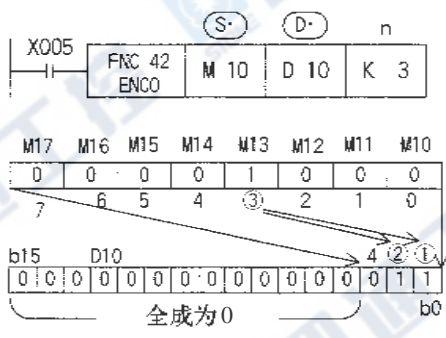 S· D· n
X005 FNC 42 ENCO M 10 D 10 K 3
M17 M16 M15 M14 M13 M12 M11 M10
0 0 0 0 1 0 0 0
7 6 5 4 ③ 2 1 0
4 ② ①
b15 D10
0 0 0 0 0 0 0 0 0 0 0 0 0 0 1 1
全成为0 b0